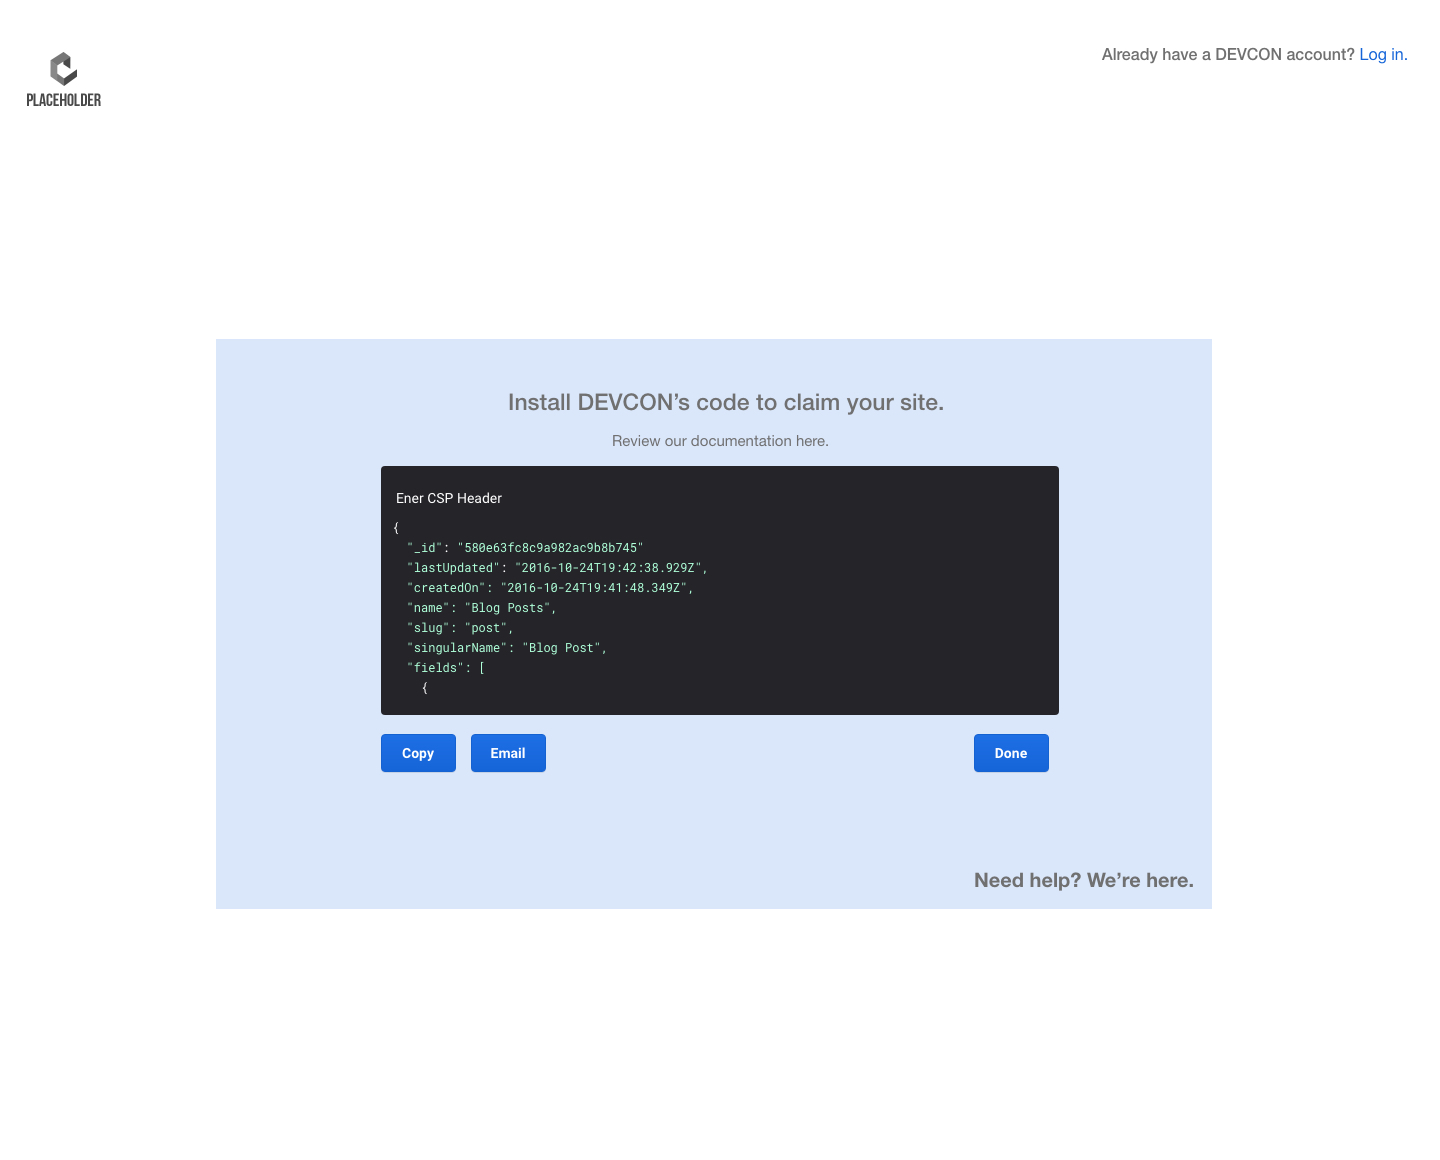 PLACEHOLDER
Already have a DEVCON account? Log in.
Install DEVCON’s code to claim your site.
Review our documentation here.
Ener CSP Header
{
"_id": "580e63fc8c9a982ac9b8b745"
"lastUpdated": "2016-10-24T19:42:38.929Z",
"createdOn": "2016-10-24T19:41:48.349Z",
"name": "Blog Posts",
"slug": "post",
"singularName": "Blog Post",
"fields": [
{
Copy
Email
Done
Need help? We’re here.